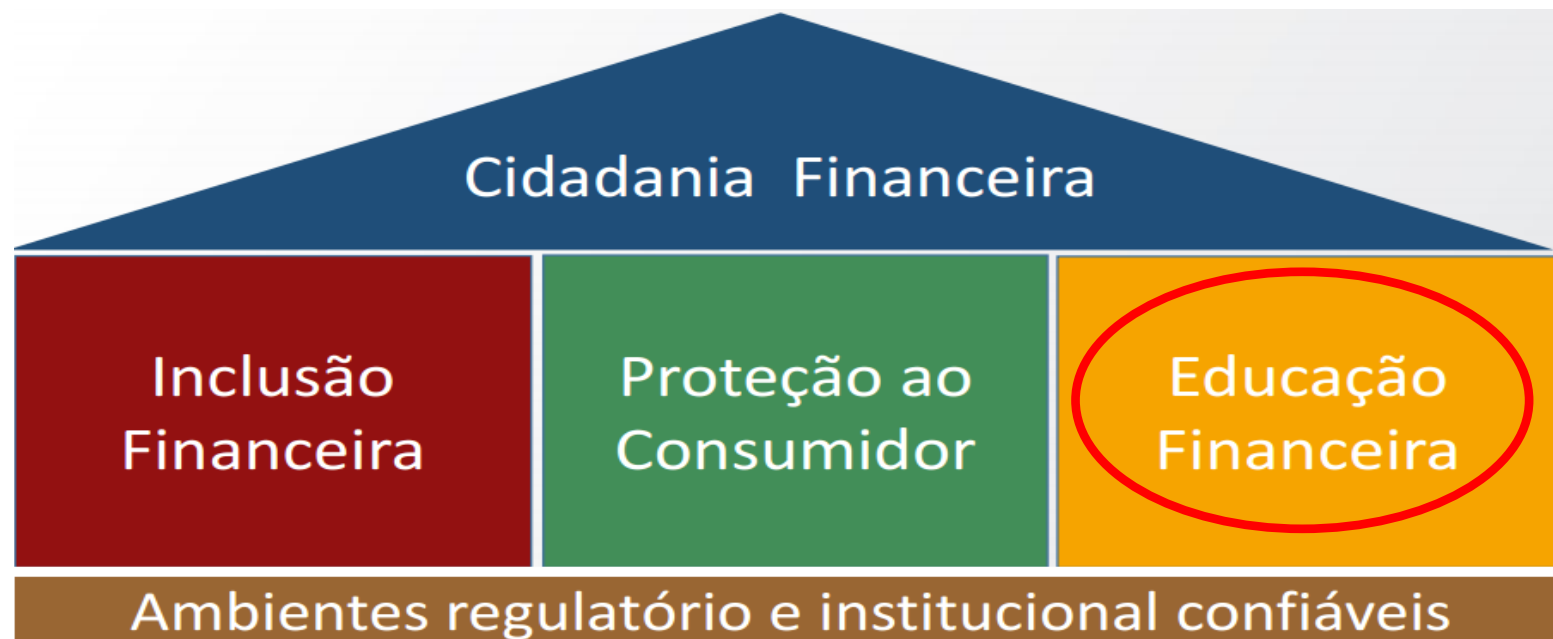 Cidadania Financeira
Inclusão
Financeira
Proteção ao
Consumidor
Educação
Financeira
Ambientes regulatório e institucional confiáveis